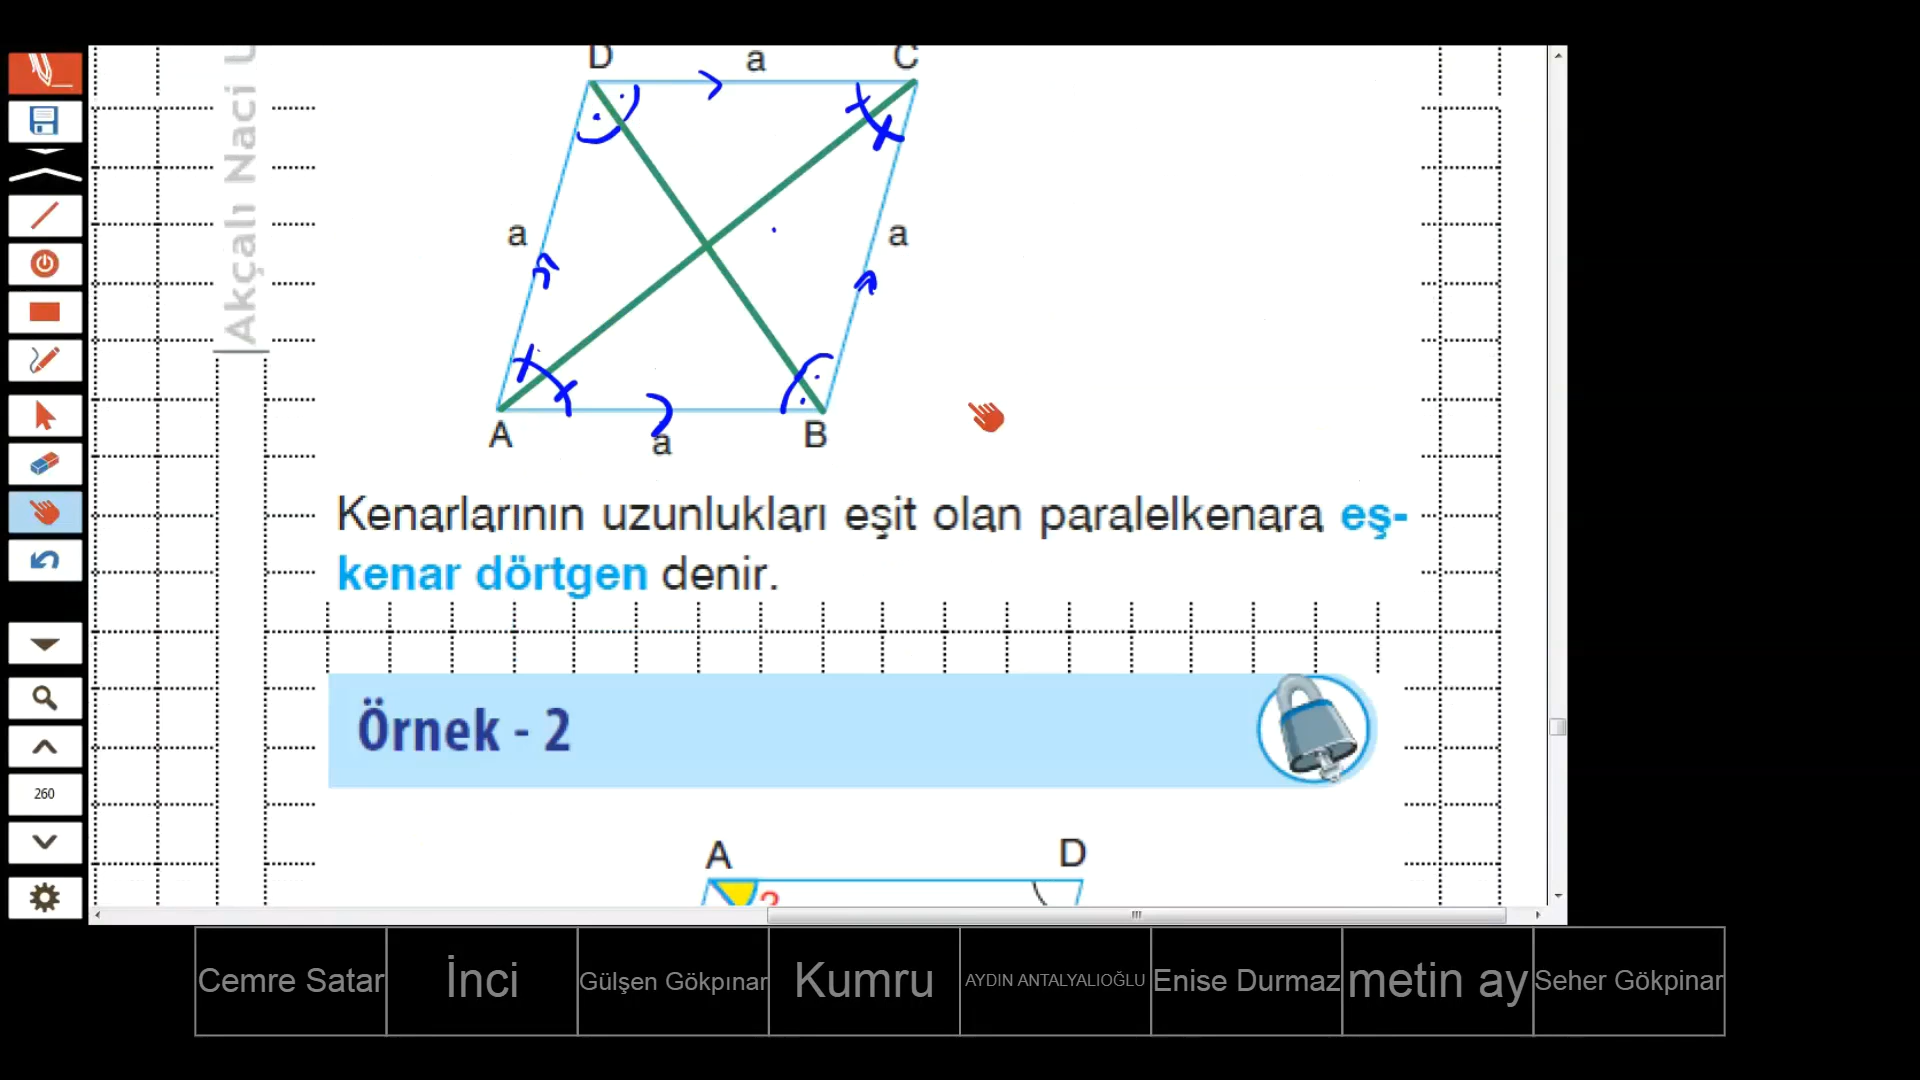 Akçalı Naci
D a C
a a
A a B
Kenarlarının uzunlukları eşit olan paralelkenara eş-
kenar dörtgen denir.
Örnek - 2
A D
?
260
Cemre Satar
İnci
Gülşen Gökpınar
Kumru
AYDIN ANTALYALIOĞLU
Enise Durmaz
metin ay
Seher Gökpinar